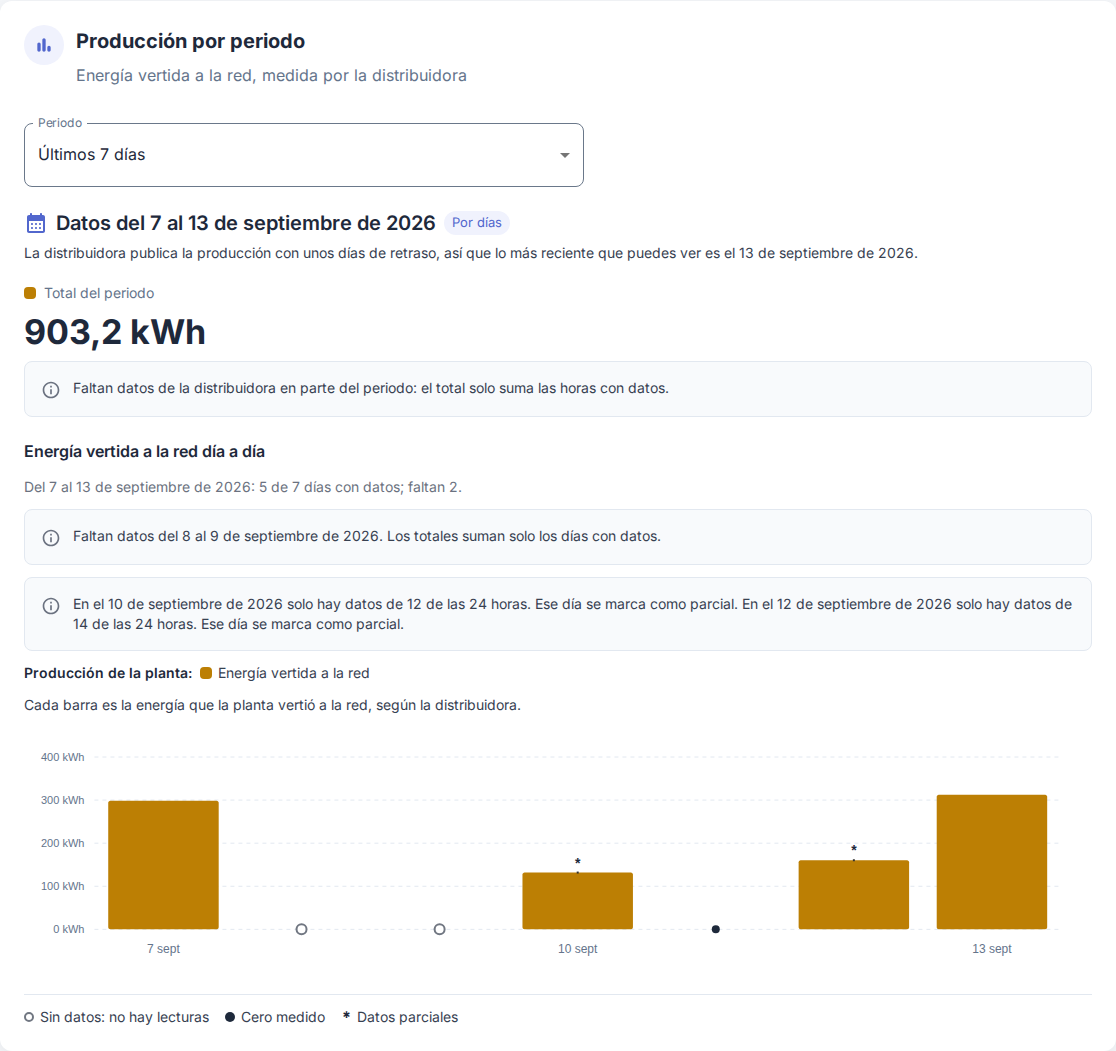 Producción por periodo
Energía vertida a la red, medida por la distribuidora
Periodo
Últimos 7 días
Datos del 7 al 13 de septiembre de 2026 Por días
La distribuidora publica la producción con unos días de retraso, así que lo más reciente que puedes ver es el 13 de septiembre de 2026.
Total del periodo
903,2 kWh
Faltan datos de la distribuidora en parte del periodo: el total solo suma las horas con datos.
Energía vertida a la red día a día
Del 7 al 13 de septiembre de 2026: 5 de 7 días con datos; faltan 2.
Faltan datos del 8 al 9 de septiembre de 2026. Los totales suman solo los días con datos.
En el 10 de septiembre de 2026 solo hay datos de 12 de las 24 horas. Ese día se marca como parcial. En el 12 de septiembre de 2026 solo hay datos de
14 de las 24 horas. Ese día se marca como parcial.
Producción de la planta: Energía vertida a la red
Cada barra es la energía que la planta vertió a la red, según la distribuidora.
400 kWh
300 kWh
200 kWh
100 kWh
0 kWh
* *
7 sept 10 sept 13 sept
Sin datos: no hay lecturas Cero medido * Datos parciales